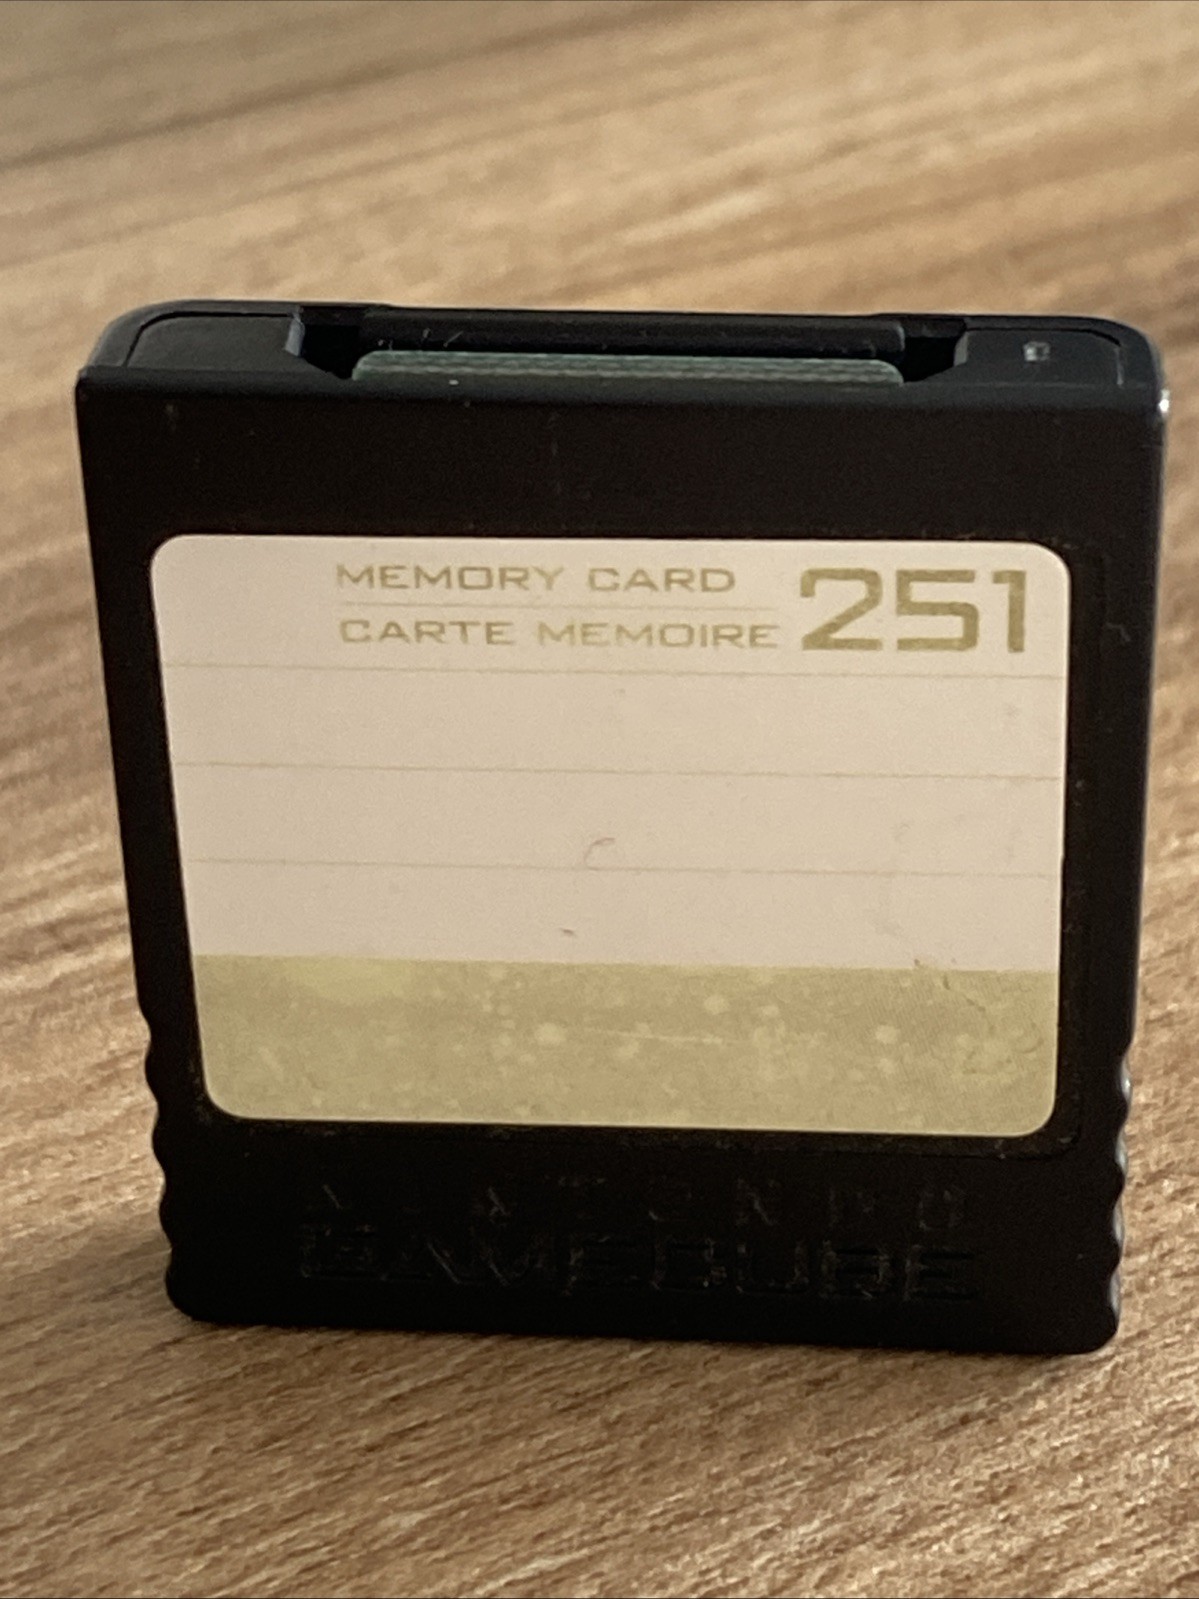 MEMORY CARD
CARTE MEMOIRE
251
NINTENDO
GAMECUBE